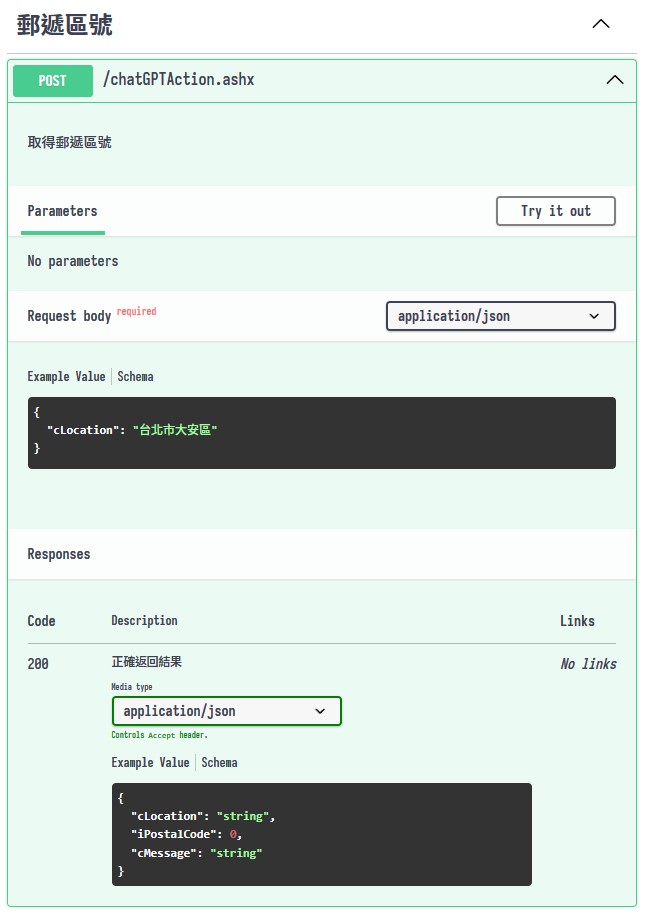 郵遞區號
POST /chatGPTAction.ashx
取得郵遞區號
Parameters
Try it out
No parameters
Request body required
application/json
Example Value | Schema
{
"cLocation": "台北市大安區"
}
Responses
Code Description Links
200 正確返回結果 No links
Media type
application/json
Controls Accept header.
Example Value | Schema
{
"cLocation": "string",
"iPostalCode": 0,
"cMessage": "string"
}